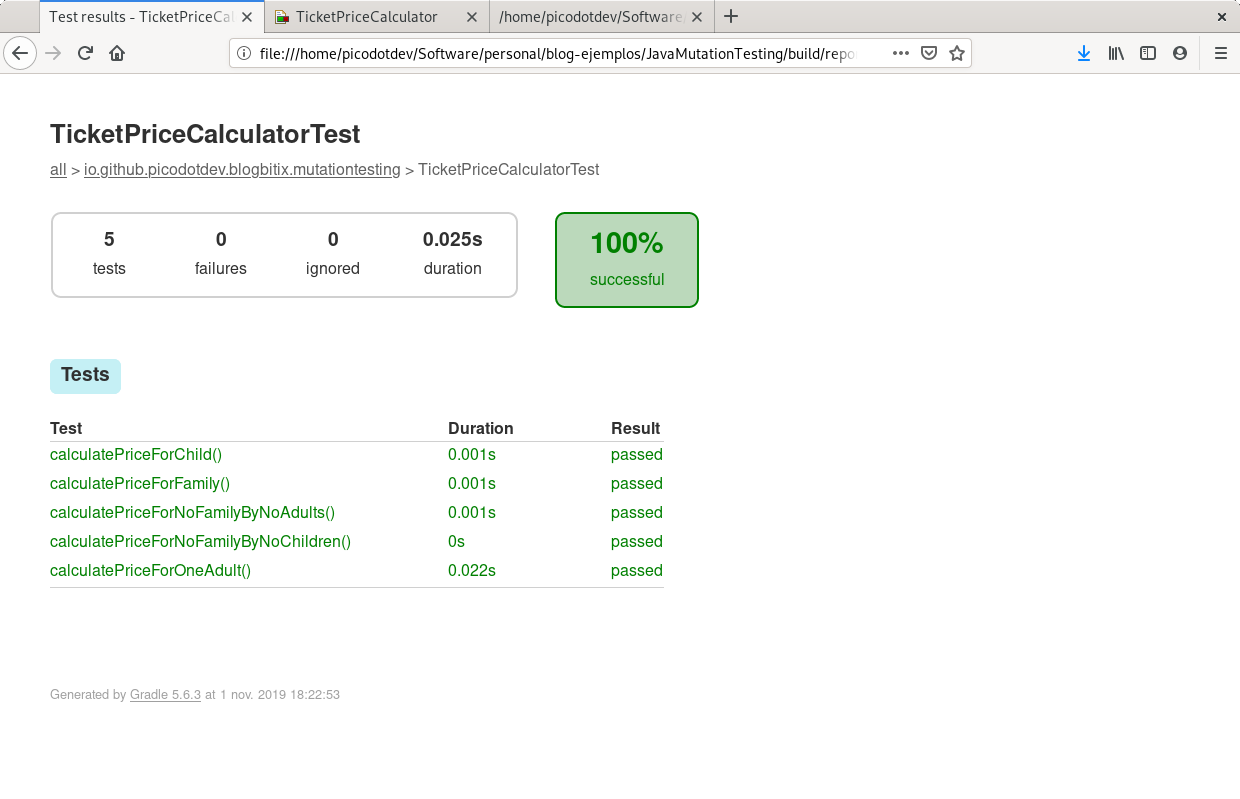 Test results - TicketPriceCal
TicketPriceCalculator
/home/picodotdev/Software
file:///home/picodotdev/Software/personal/blog-ejemplos/JavaMutationTesting/build/repo
TicketPriceCalculatorTest
all > io.github.picodotdev.blogbitix.mutationtesting > TicketPriceCalculatorTest
5 0 0 0.025s
tests failures ignored duration
100%
successful
Tests
Test Duration Result
calculatePriceForChild() 0.001s passed
calculatePriceForFamily() 0.001s passed
calculatePriceForNoFamilyByNoAdults() 0.001s passed
calculatePriceForNoFamilyByNoChildren() 0s passed
calculatePriceForOneAdult() 0.022s passed
Generated by Gradle 5.6.3 at 1 nov. 2019 18:22:53